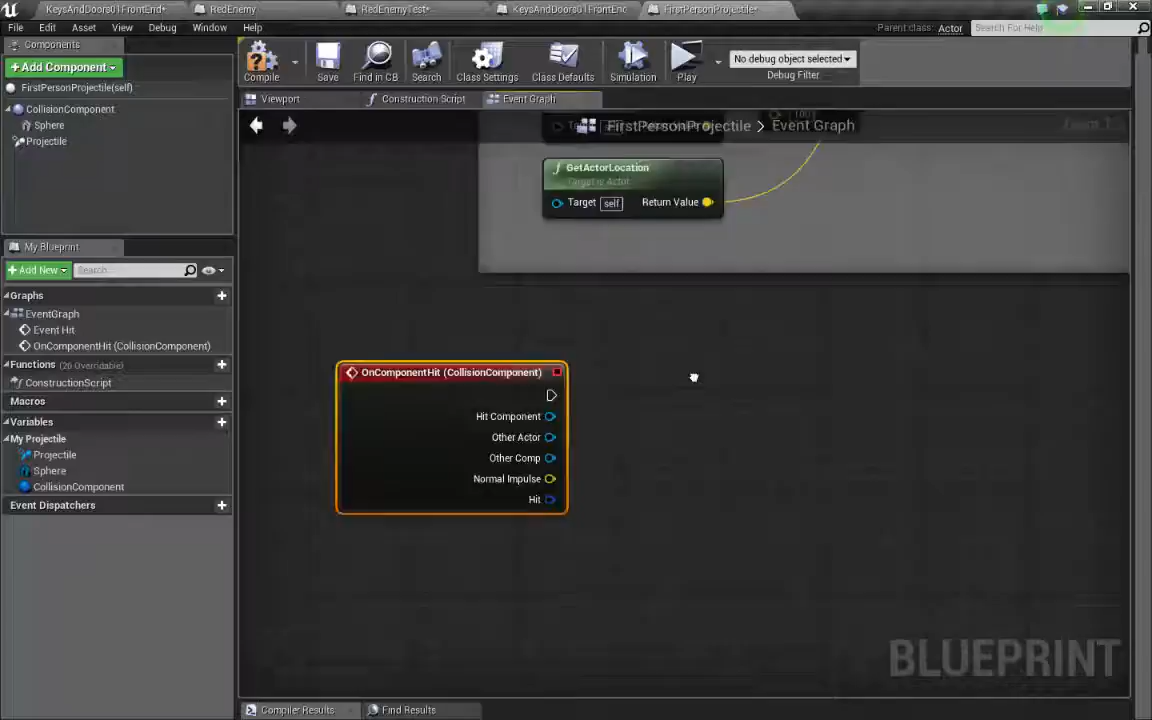 KeysAndDoors01FrontEnd*
RedEnemy
RedEnemyTest*
KeysAndDoors01FrontEnd
FirstPersonProjectile*
File Edit Asset View Debug Window Help
Parent class: Actor
Search For Help
Components
+ Add Component
FirstPersonProjectile(self)
CollisionComponent
Sphere
Projectile
Compile
Save
Find in CB
Search
Class Settings
Class Defaults
Simulation
Play
No debug object selected
Debug Filter
Viewport
Construction Script
Event Graph
FirstPersonProjectile > Event Graph
GetActorLocation
Target is Actor
Target self Return Value
My Blueprint
+ Add New Search
Graphs
EventGraph
Event Hit
OnComponentHit (CollisionComponent)
Functions (20 Overridable)
ConstructionScript
Macros
Variables
My Projectile
Projectile
Sphere
CollisionComponent
Event Dispatchers
OnComponentHit (CollisionComponent)
Hit Component
Other Actor
Other Comp
Normal Impulse
Hit
BLUEPRINT
Compiler Results
Find Results